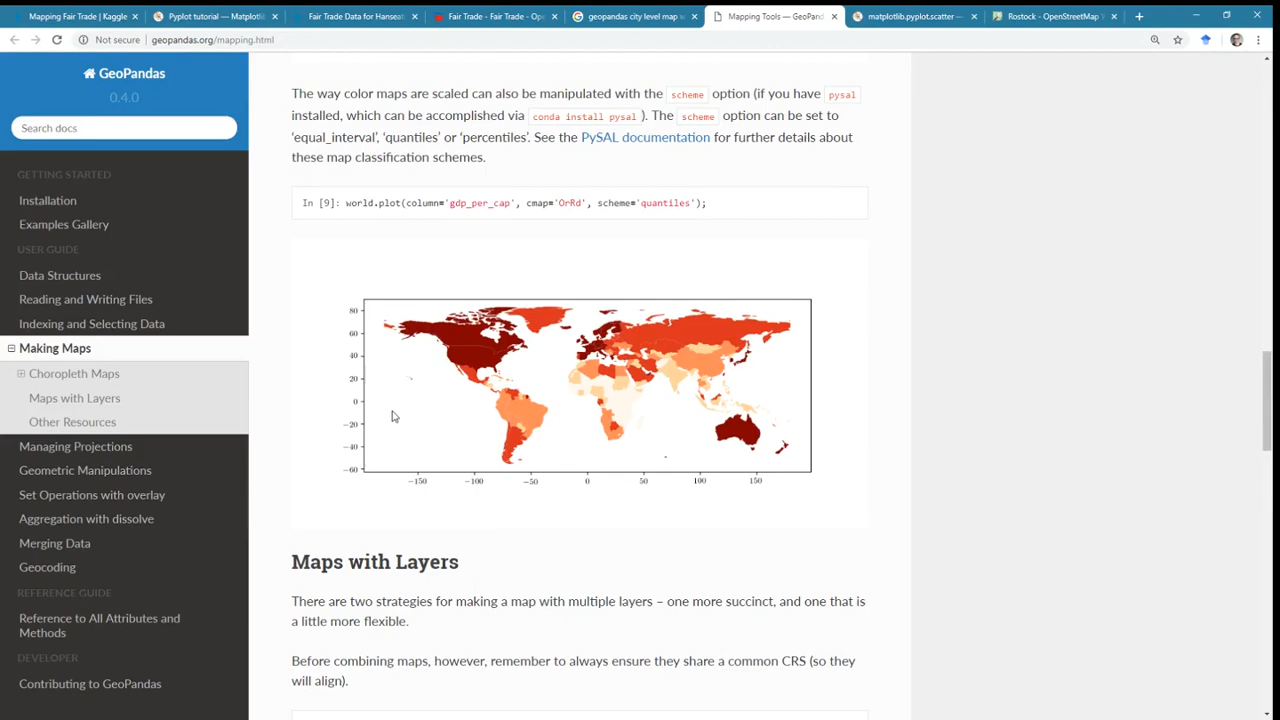 Mapping Fair Trade | Kaggle
Pyplot tutorial — Matplotlib
Fair Trade Data for Hanseat
Fair Trade - Fair Trade - Open
geopandas city level map
Mapping Tools — GeoPand
matplotlib.pyplot.scatter —
Rostock - OpenStreetMap W
Not secure | geopandas.org/mapping.html
GeoPandas
0.4.0
Search docs
GETTING STARTED
Installation
Examples Gallery
USER GUIDE
Data Structures
Reading and Writing Files
Indexing and Selecting Data
Making Maps
Choropleth Maps
Maps with Layers
Other Resources
Managing Projections
Geometric Manipulations
Set Operations with overlay
Aggregation with dissolve
Merging Data
Geocoding
REFERENCE GUIDE
Reference to All Attributes and
Methods
DEVELOPER
Contributing to GeoPandas
The way color maps are scaled can also be manipulated with the scheme option (if you have pysal
installed, which can be accomplished via conda install pysal ). The scheme option can be set to
‘equal_interval’, ‘quantiles’ or ‘percentiles’. See the PySAL documentation for further details about
these map classification schemes.
In [9]: world.plot(column='gdp_per_cap', cmap='OrRd', scheme='quantiles');
80
60
40
20
0
−20
−40
−60
−150 −100 −50 0 50 100 150
Maps with Layers
There are two strategies for making a map with multiple layers – one more succinct, and one that is
a little more flexible.
Before combining maps, however, remember to always ensure they share a common CRS (so they
will align).